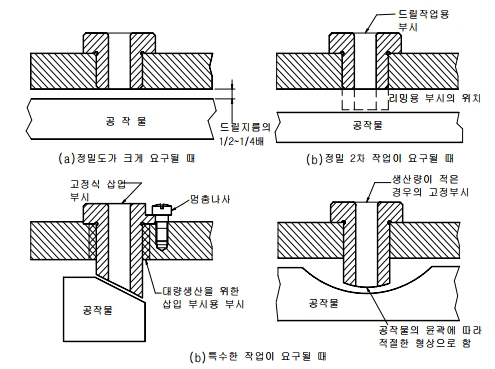 드릴작업용
부시
공 작 물
드릴지름의
1/2~1/4배
리밍용 부시의 위치
공작물
(a)정밀도가 크게 요구될 때
(b)정밀 2차 작업이 요구될 때
고정식 삽입
부시
멈춤나사
대량생산을 위한
삽입 부시용 부시
공작물
생산량이 적은
경우의 고정부시
공작물
공작물의 윤곽에 따라
적절한 형상으로 함
(b)특수한 작업이 요구될 때